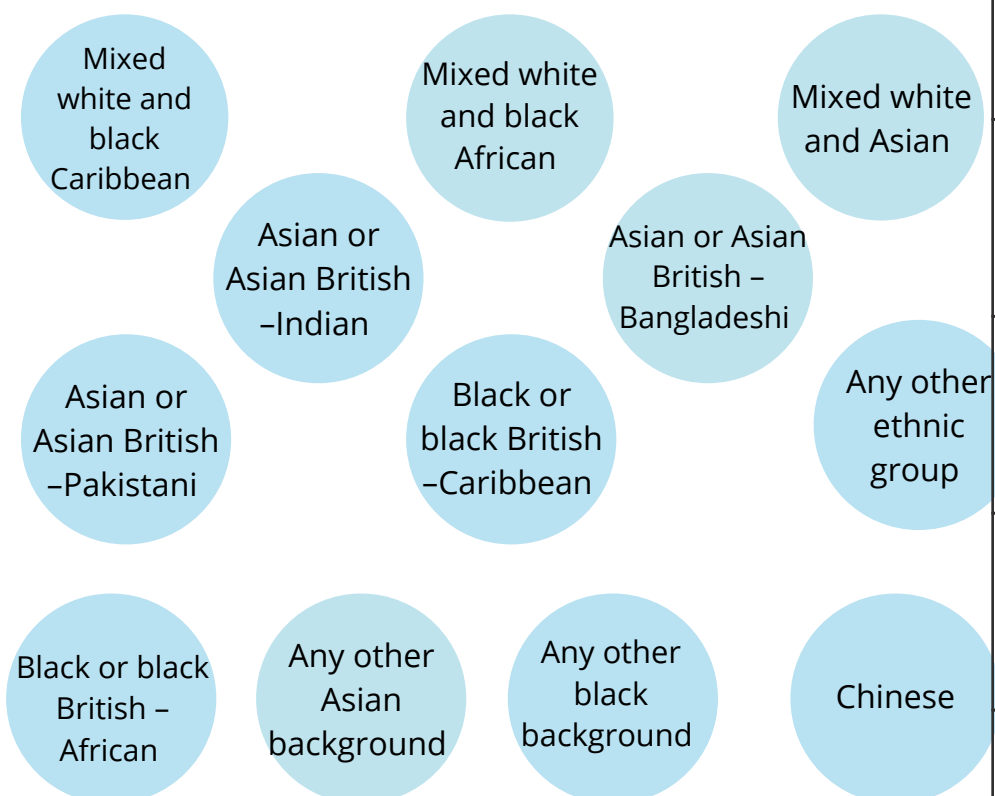 Mixed
white and
black
Caribbean
Mixed white
and black
African
Mixed white
and Asian
Asian or
Asian British
–Indian
Asian or Asian
British –
Bangladeshi
Asian or
Asian British
–Pakistani
Black or
black British
–Caribbean
Any other
ethnic
group
Black or black
British –
African
Any other
Asian
background
Any other
black
background
Chinese